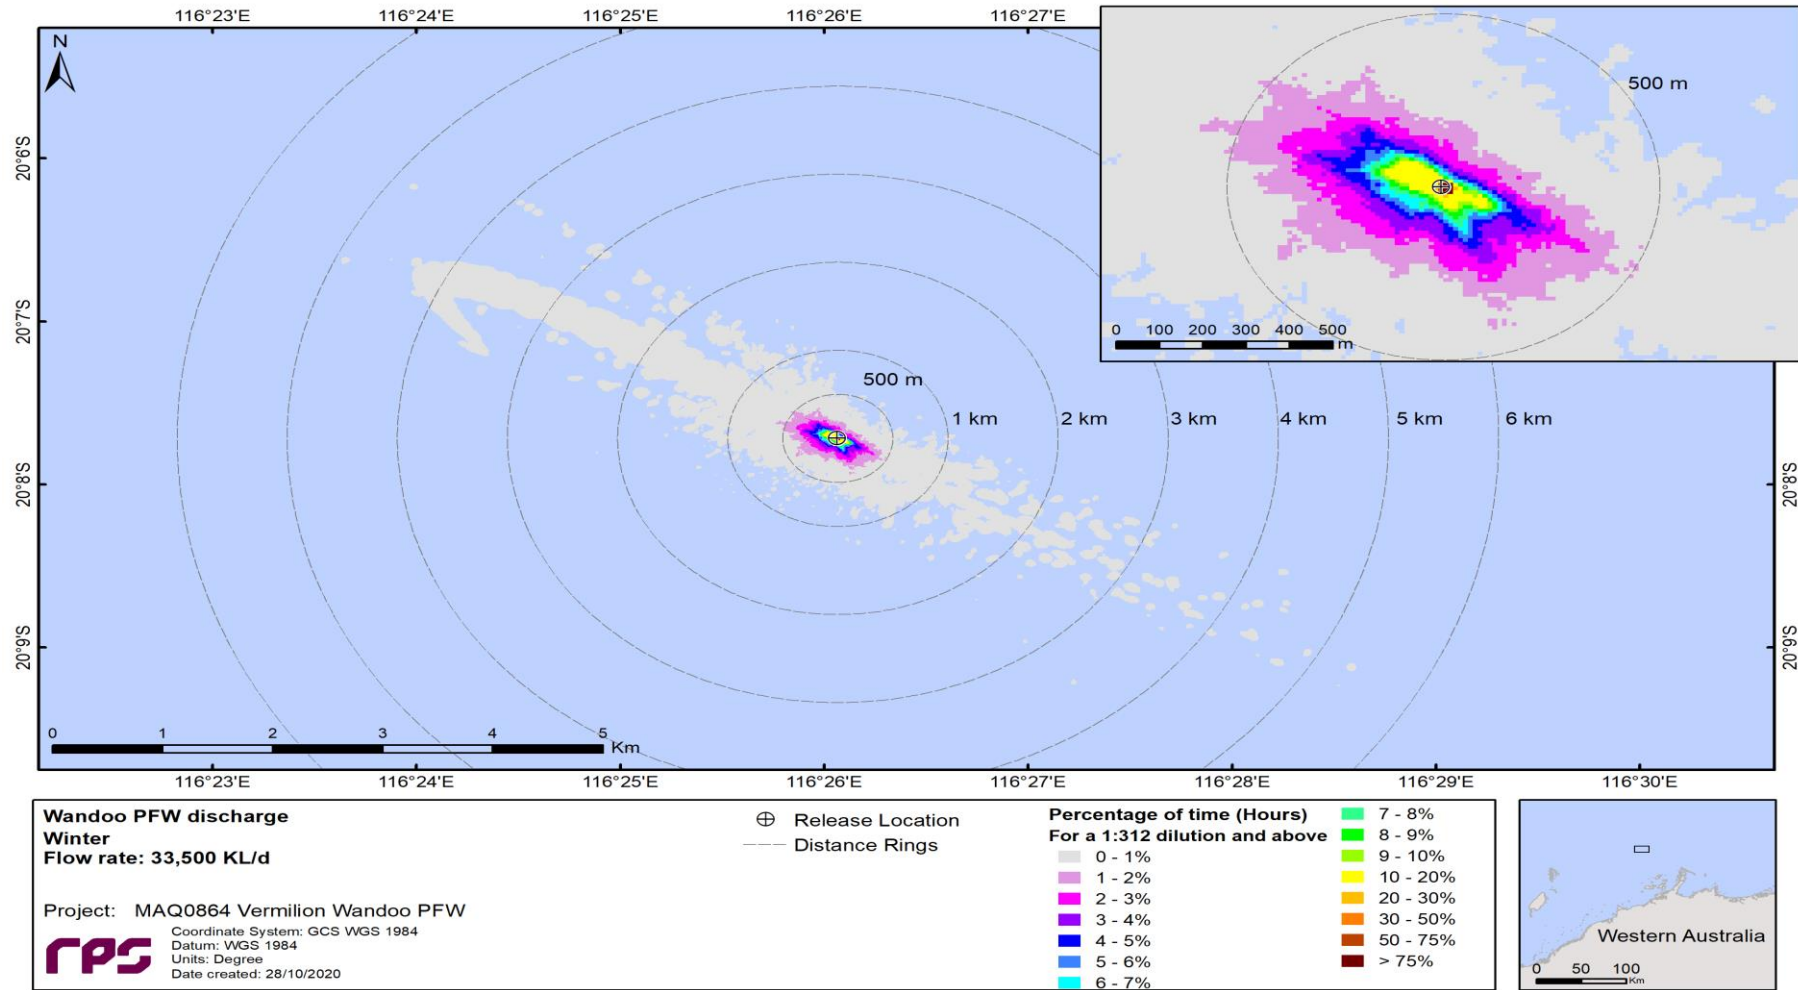 116°23'E
116°24'E
116°25'E
116°26'E
116°27'E
N
500 m
0 100 200 300 400 500 m
20°6'S
20°7'S
20°8'S
20°9'S
20°8'S
20°9'S
500 m
1 km
2 km
3 km
4 km
5 km
6 km
0 1 2 3 4 5 Km
116°23'E
116°24'E
116°25'E
116°26'E
116°27'E
116°28'E
116°29'E
116°30'E
Wandoo PFW discharge
Winter
Flow rate: 33,500 KL/d
Project: MAQ0864 Vermilion Wandoo PFW
rps
Coordinate System: GCS WGS 1984
Datum: WGS 1984
Units: Degree
Date created: 28/10/2020
Release Location
Distance Rings
Percentage of time (Hours)
For a 1:312 dilution and above
0 - 1%
1 - 2%
2 - 3%
3 - 4%
4 - 5%
5 - 6%
6 - 7%
7 - 8%
8 - 9%
9 - 10%
10 - 20%
20 - 30%
30 - 50%
50 - 75%
> 75%
Western Australia
0 50 100
Km